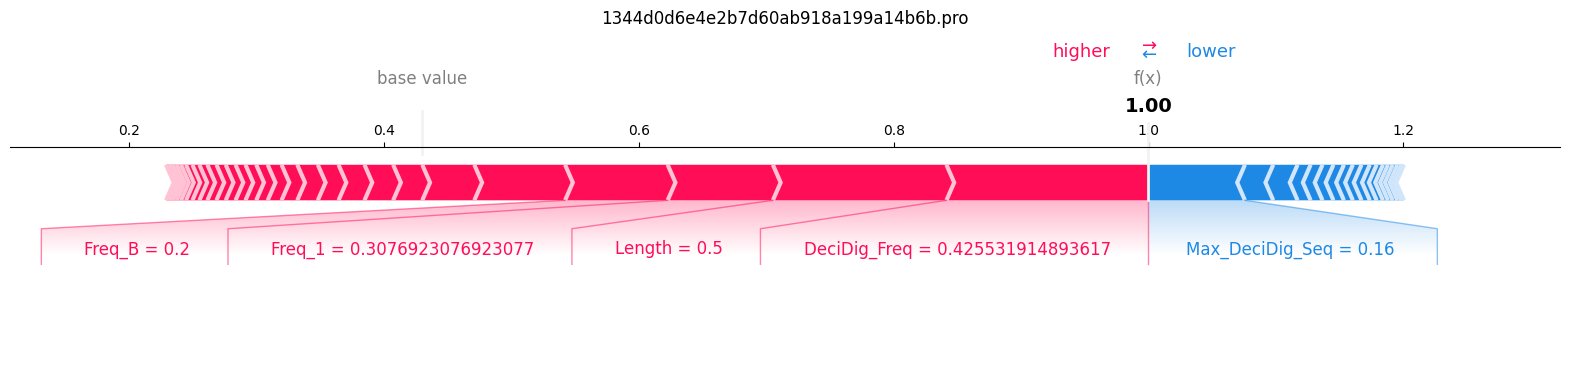 1344d0d6e4e2b7d60ab918a199a14b6b.pro
higher ⇄ lower
base value f(x)
1.00
0.2 0.4 0.6 0.8 1.0 1.2
Freq_B = 0.2 Freq_1 = 0.3076923076923077 Length = 0.5 DeciDig_Freq = 0.425531914893617 Max_DeciDig_Seq = 0.16